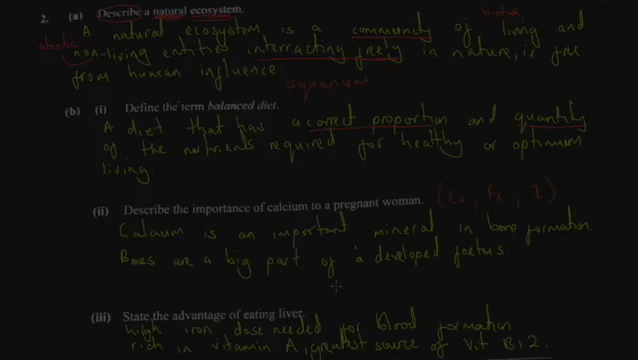 2. (a) Describe a natural ecosystem.
biotic
A natural ecosystem is a community of living and
abiotic
non-living entities interracting freely in nature, is free
from human influence.
aquarium
(b) (i) Define the term balanced diet.
A diet that has a correct proportion and quantity
of the nutrients required for healthy or optimum
living.
(ii) Describe the importance of calcium to a pregnant woman.
(Ca, Fe, I)
Calcium is an important mineral in bone formation.
Bones are a big part of a developed foetus.
(iii) State the advantage of eating liver.
high iron dose needed for blood formation
rich in vitamin A, greatest source of Vit B12.